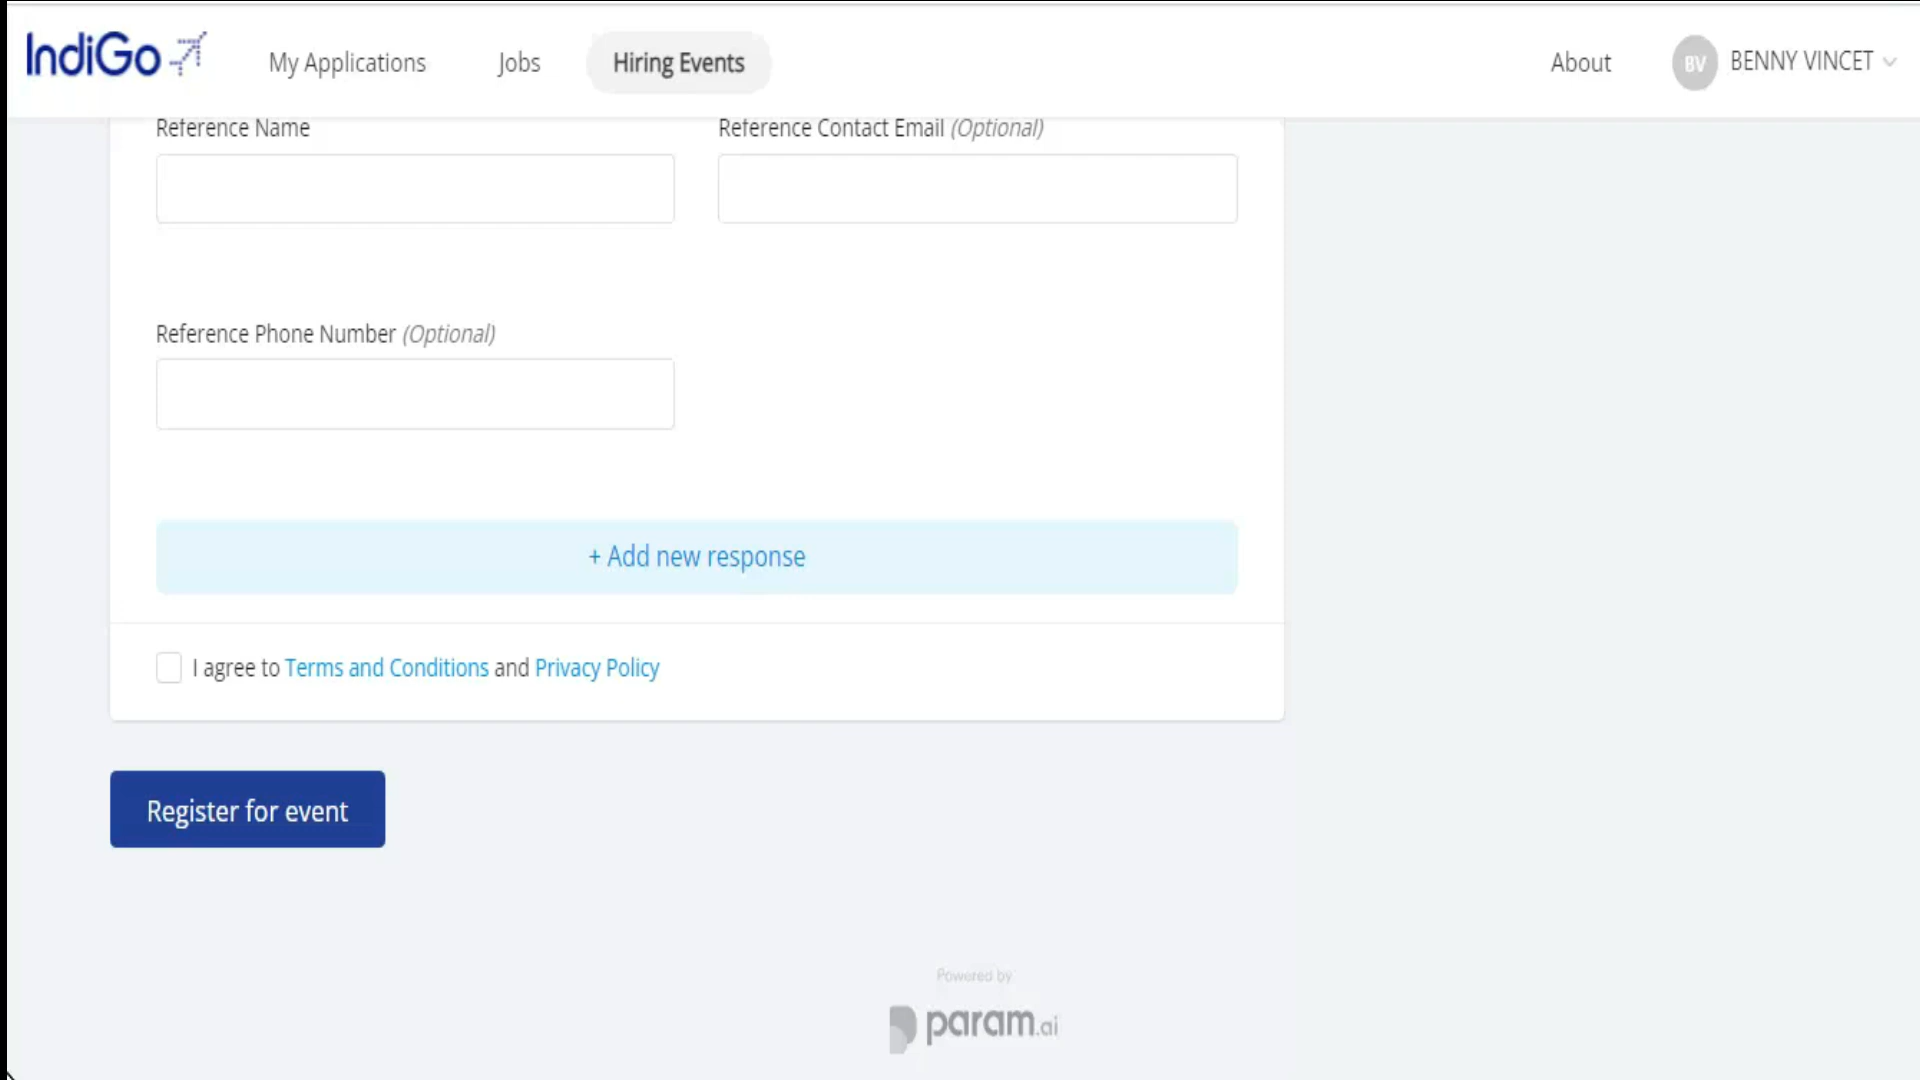 IndiGo
My Applications
Jobs
Hiring Events
About
BV
BENNY VINCET
Reference Name
Reference Contact Email (Optional)
Reference Phone Number (Optional)
+ Add new response
I agree to Terms and Conditions and Privacy Policy
Register for event
Powered by
param.ai